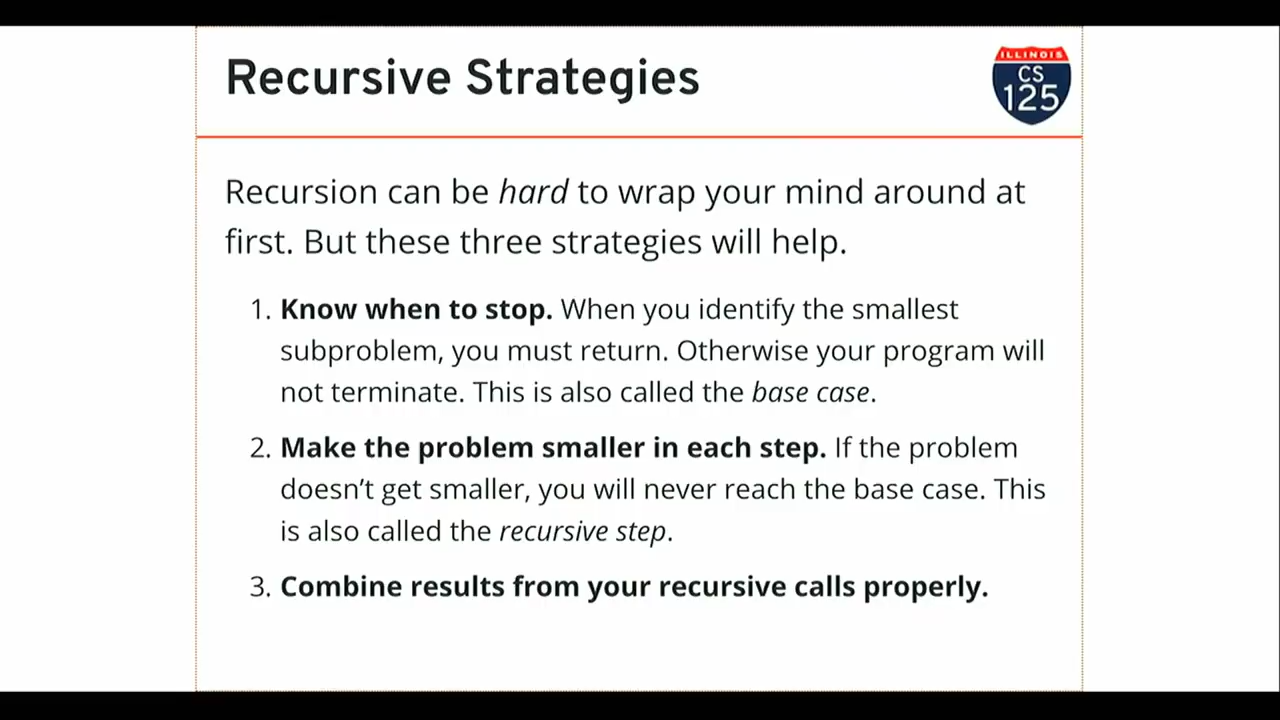 Recursive Strategies
ILLINOIS
CS
125
Recursion can be hard to wrap your mind around at
first. But these three strategies will help.
1. Know when to stop. When you identify the smallest
subproblem, you must return. Otherwise your program will
not terminate. This is also called the base case.
2. Make the problem smaller in each step. If the problem
doesn’t get smaller, you will never reach the base case. This
is also called the recursive step.
3. Combine results from your recursive calls properly.